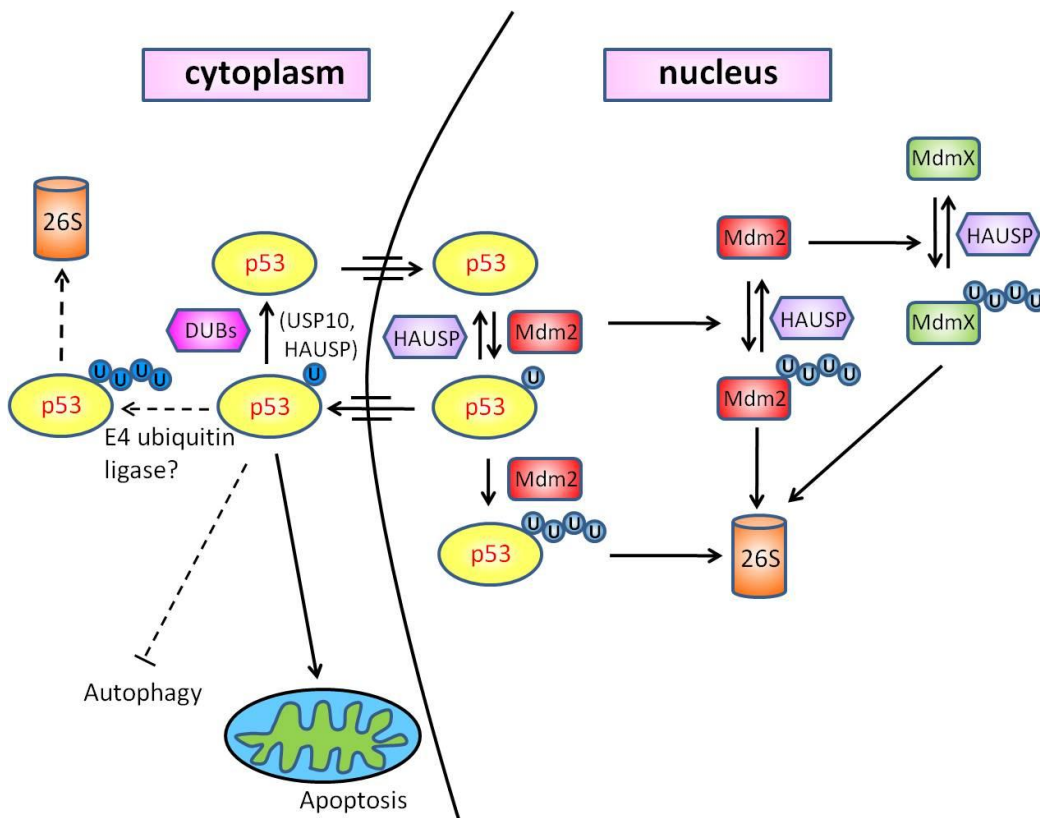 cytoplasm
nucleus
MdmX
26S
HAUSP
Mdm2
p53
p53
DUBs
(USP10,
HAUSP)
HAUSP
Mdm2
HAUSP
U U U U
MdmX
U U U U
U
U
U U U U
p53
p53
p53
Mdm2
E4 ubiquitin
ligase?
Mdm2
U U U U
p53
26S
Autophagy
Apoptosis